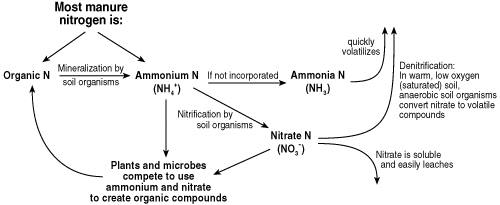 Most manure
nitrogen is:
Organic N
Mineralization by
soil organisms
Ammonium N
(NH₄⁺)
If not incorporated
Ammonia N
(NH₃)
quickly
volatilizes
Denitrification:
In warm, low oxygen
(saturated) soil,
anaerobic soil organisms
convert nitrate to volatile
compounds
Nitrification by
soil organisms
Nitrate N
(NO₃⁻)
Nitrate is soluble
and easily leaches
Plants and microbes
compete to use
ammonium and nitrate
to create organic compounds